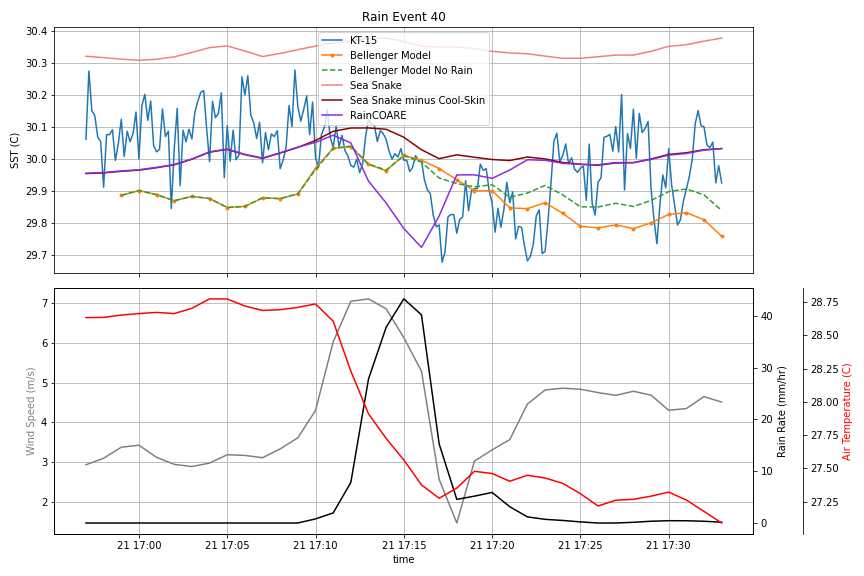 Rain Event 40
30.4
30.3
30.2
30.1
30.0
29.9
29.8
29.7
SST (C)
KT-15
Bellenger Model
Bellenger Model No Rain
Sea Snake
Sea Snake minus Cool-Skin
RainCOARE
7
6
5
4
3
2
Wind Speed (m/s)
40
30
20
10
0
Rain Rate (mm/hr)
28.75
28.50
28.25
28.00
27.75
27.50
27.25
Air Temperature (C)
21 17:00
21 17:05
21 17:10
21 17:15
21 17:20
21 17:25
21 17:30
time